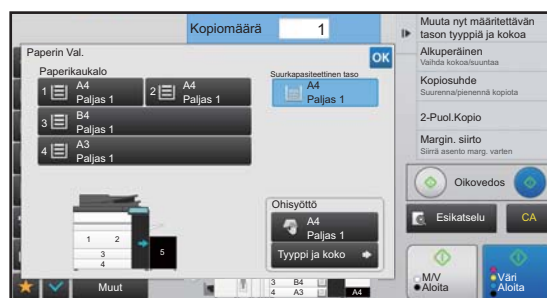 Kopiomäärä 1
Paperin Val.
OK
Paperikaukalo
1 A4
Paljas 1
2 A4
Paljas 1
3 B4
Paljas 1
4 A3
Paljas 1
Suurkapasiteettinen taso
A4
Paljas 1
1 2
3
4
5
Ohisyöttö
A4
Paljas 1
Tyyppi ja koko
Muuta nyt määritettävän
tason tyyppiä ja kokoa
Alkuperäinen
Vaihda kokoa/suuntaa
Kopiosuhde
Suurenna/pienennä kopiota
2-Puol.Kopio
Margin. siirto
Siirrä asento marg. varten
Oikovedos
Esikatselu
CA
M/V
Aloita
Väri
Aloita
Muut
3 B4
4 A3
A4